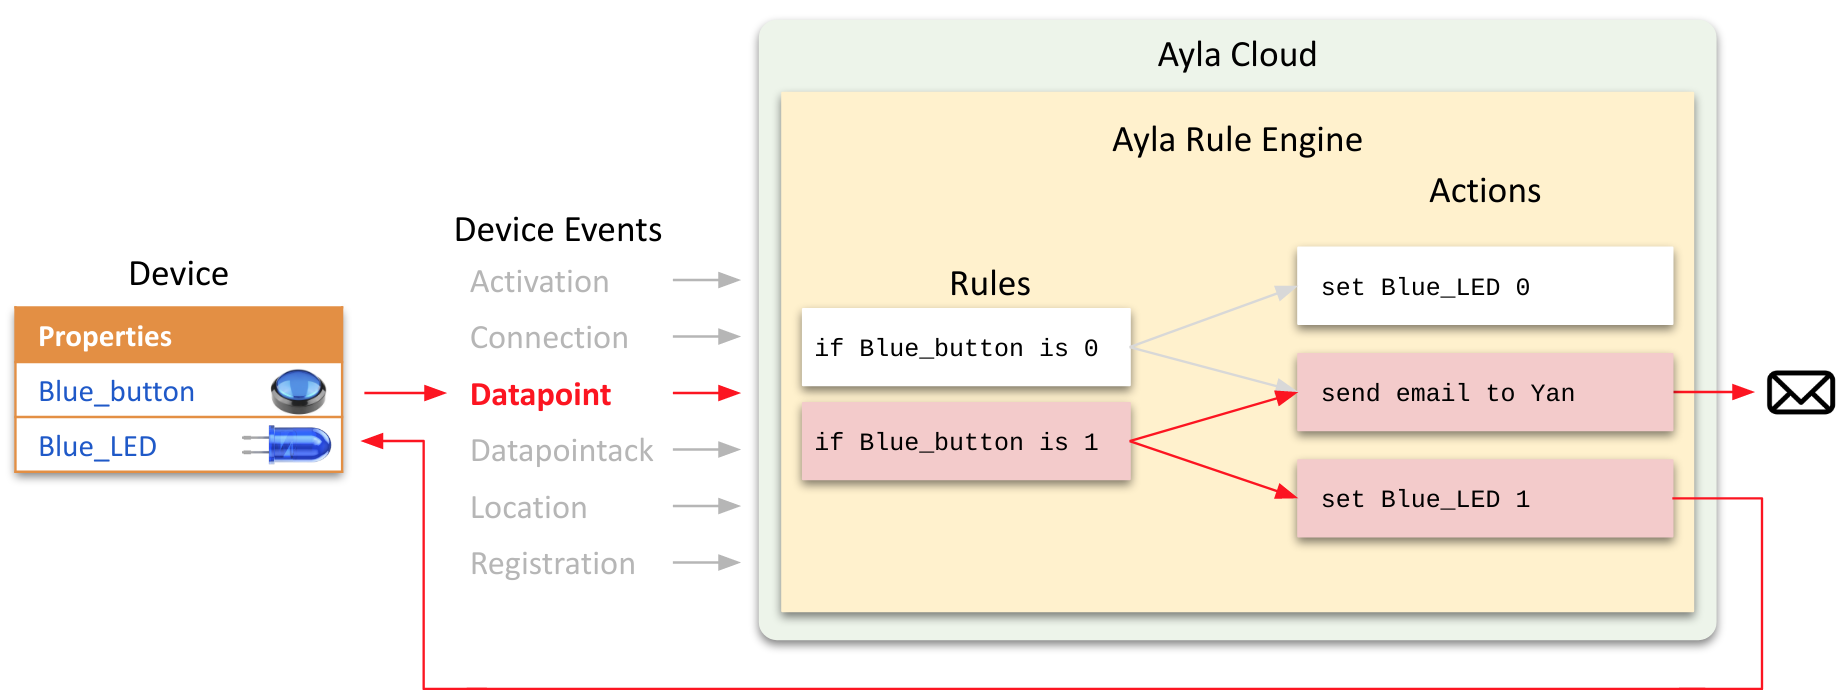 Ayla Cloud
Ayla Rule Engine
Actions
Device Events
Device
Activation
Rules
set Blue_LED 0
Properties
Connection
if Blue_button is 0
Blue_button
Datapoint
send email to Yan
Blue_LED
Datapointack
if Blue_button is 1
Location
set Blue_LED 1
Registration